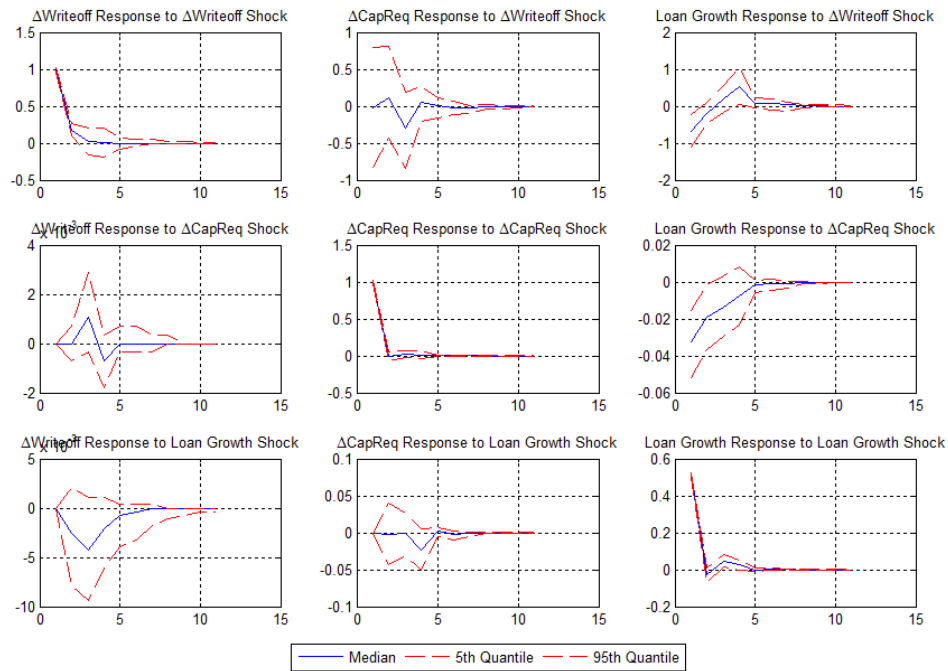 ΔWriteoff Response to ΔWriteoff Shock
1.5
1
0.5
0
-0.5
0 5 10 15
ΔCapReq Response to ΔWriteoff Shock
1
0.5
0
-0.5
-1
0 5 10 15
Loan Growth Response to ΔWriteoff Shock
2
1
0
-1
-2
0 5 10 15
ΔWriteoff Response to ΔCapReq Shock
x 10^-3
4
2
0
-2
0 5 10 15
ΔCapReq Response to ΔCapReq Shock
1.5
1
0.5
0
-0.5
0 5 10 15
Loan Growth Response to ΔCapReq Shock
0.02
0
-0.02
-0.04
-0.06
0 5 10 15
ΔWriteoff Response to Loan Growth Shock
x 10^-3
5
0
-5
-10
0 5 10 15
ΔCapReq Response to Loan Growth Shock
0.1
0.05
0
-0.05
-0.1
0 5 10 15
Loan Growth Response to Loan Growth Shock
0.6
0.4
0.2
0
-0.2
0 5 10 15
Median 5th Quantile 95th Quantile